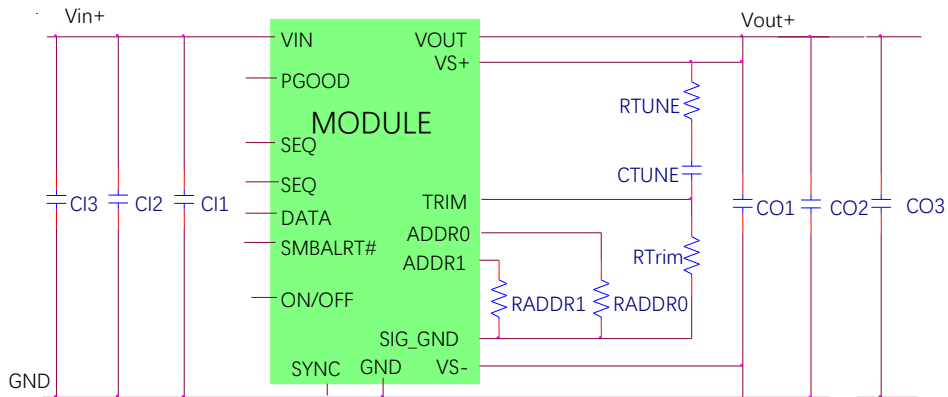 Vin+
Vout+
VIN
VOUT
VS+
PGOOD
RTUNE
MODULE
SEQ
CTUNE
SEQ
TRIM
CI3
CI2
CI1
CO1
CO2
CO3
DATA
ADDR0
SMBALRT#
ADDR1
RTrim
ON/OFF
RADDR1
RADDR0
SIG_GND
SYNC
GND
VS-
GND